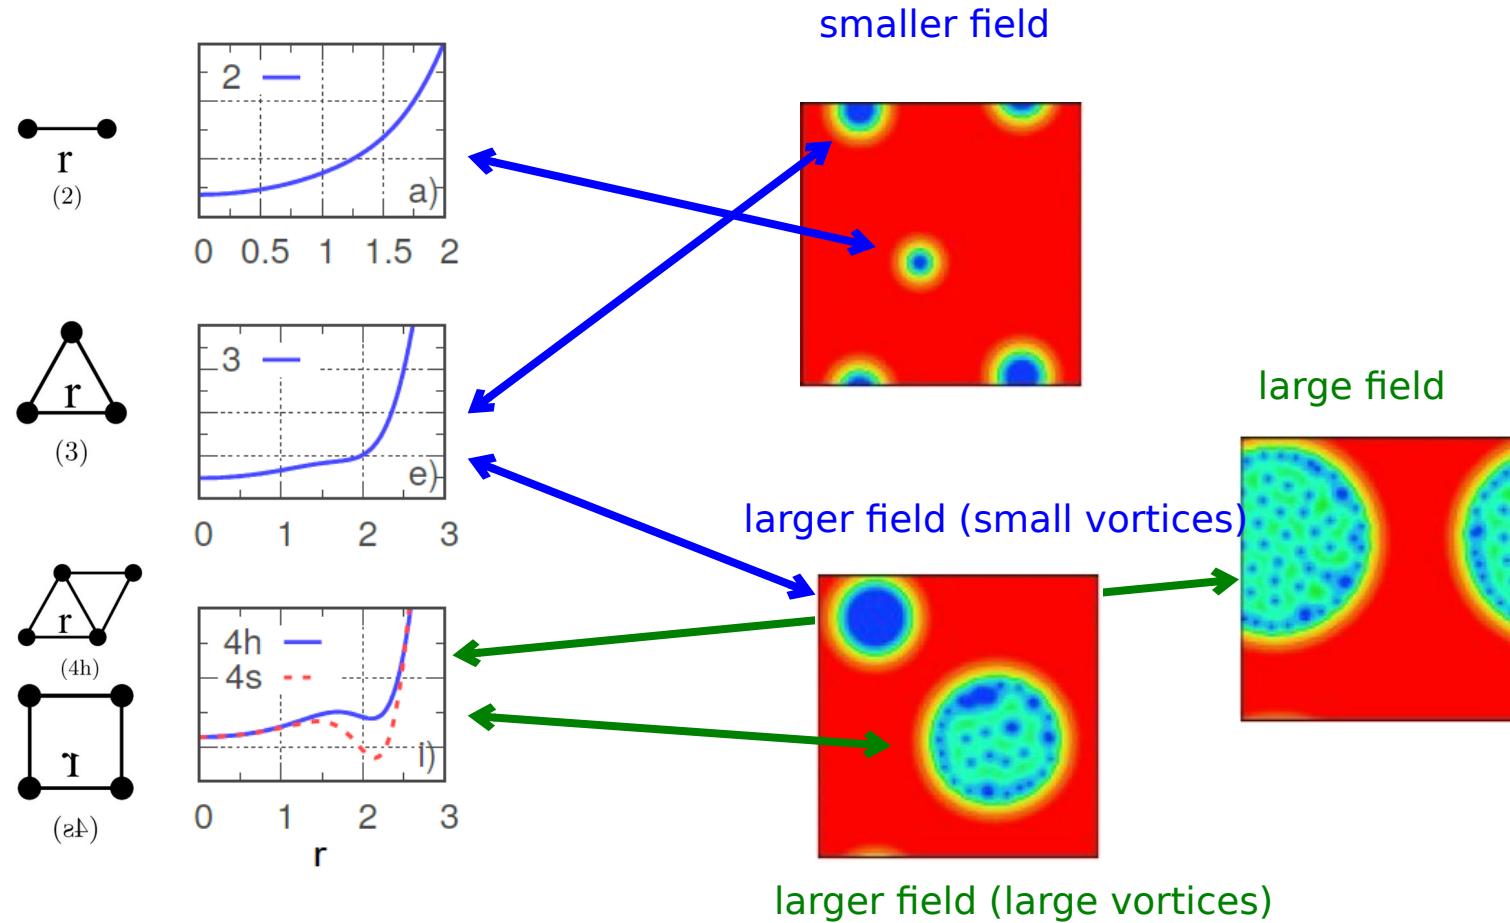 smaller field
2
a)
r
(2)
0 0.5 1 1.5 2
3
e)
r
(3)
0 1 2 3
large field
larger field (small vortices)
4h
4s
i)
r
(4h)
r
(4s)
0 1 2 3
r
larger field (large vortices)